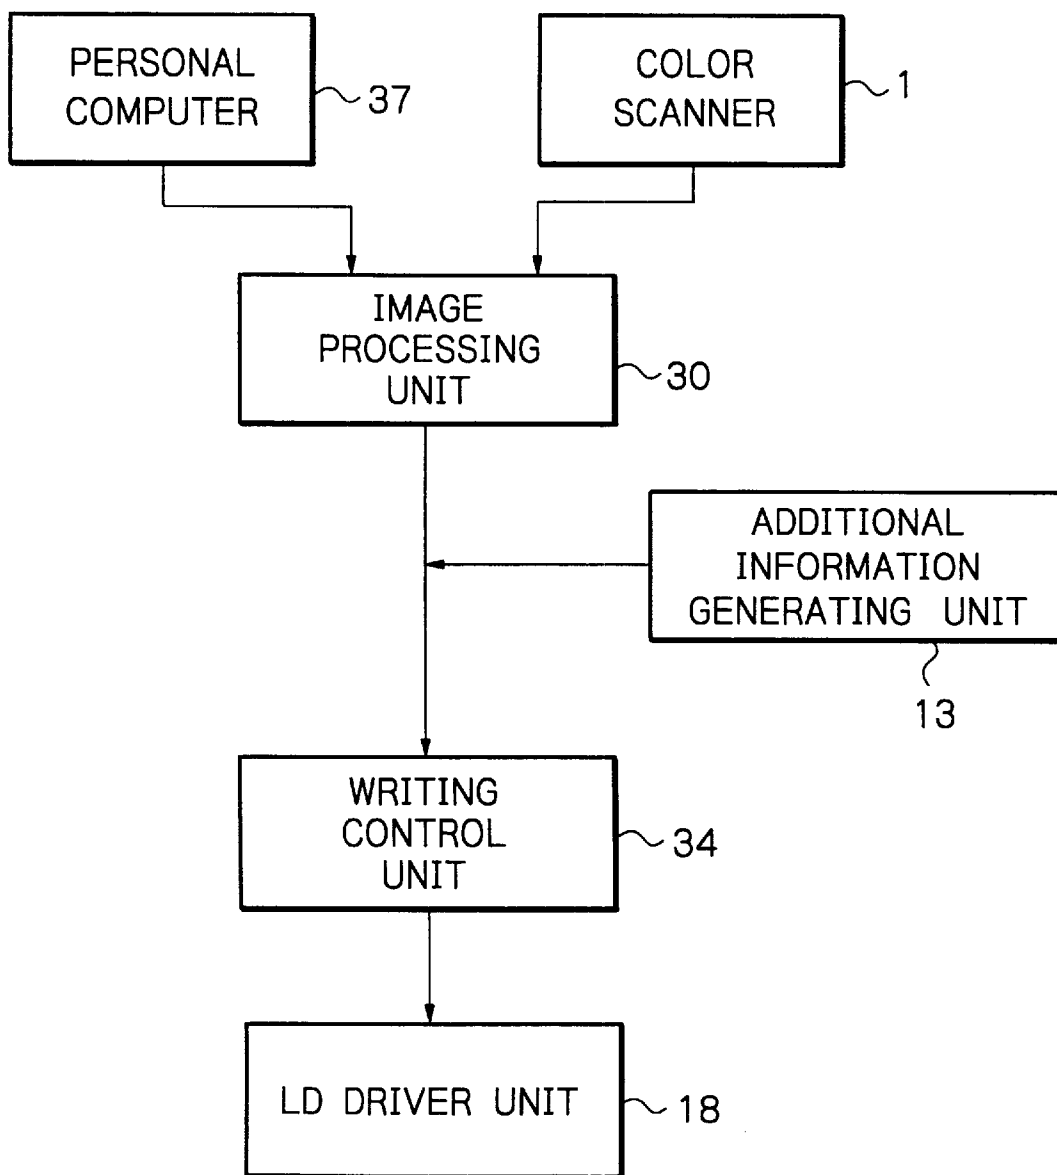 PERSONAL
COMPUTER
37
COLOR
SCANNER
1
IMAGE
PROCESSING
UNIT
30
ADDITIONAL
INFORMATION
GENERATING UNIT
13
WRITING
CONTROL
UNIT
34
LD DRIVER UNIT
18